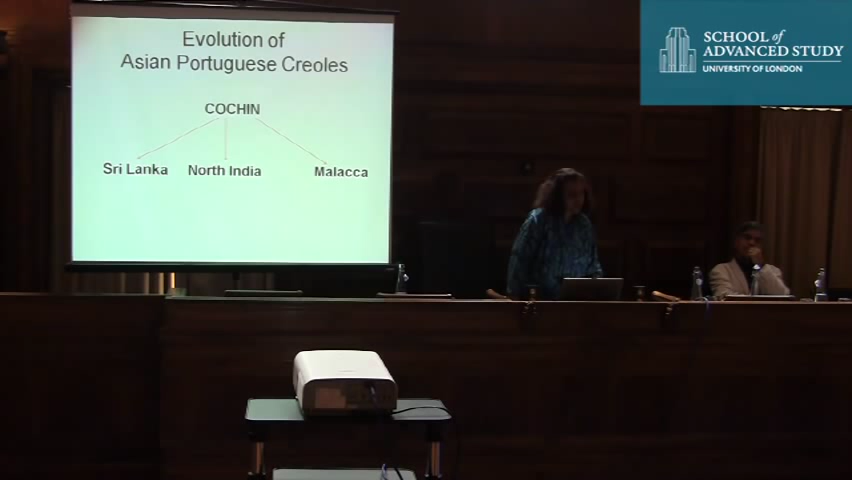 Evolution of
Asian Portuguese Creoles
COCHIN
Sri Lanka North India Malacca
SCHOOL of
ADVANCED STUDY
UNIVERSITY OF LONDON